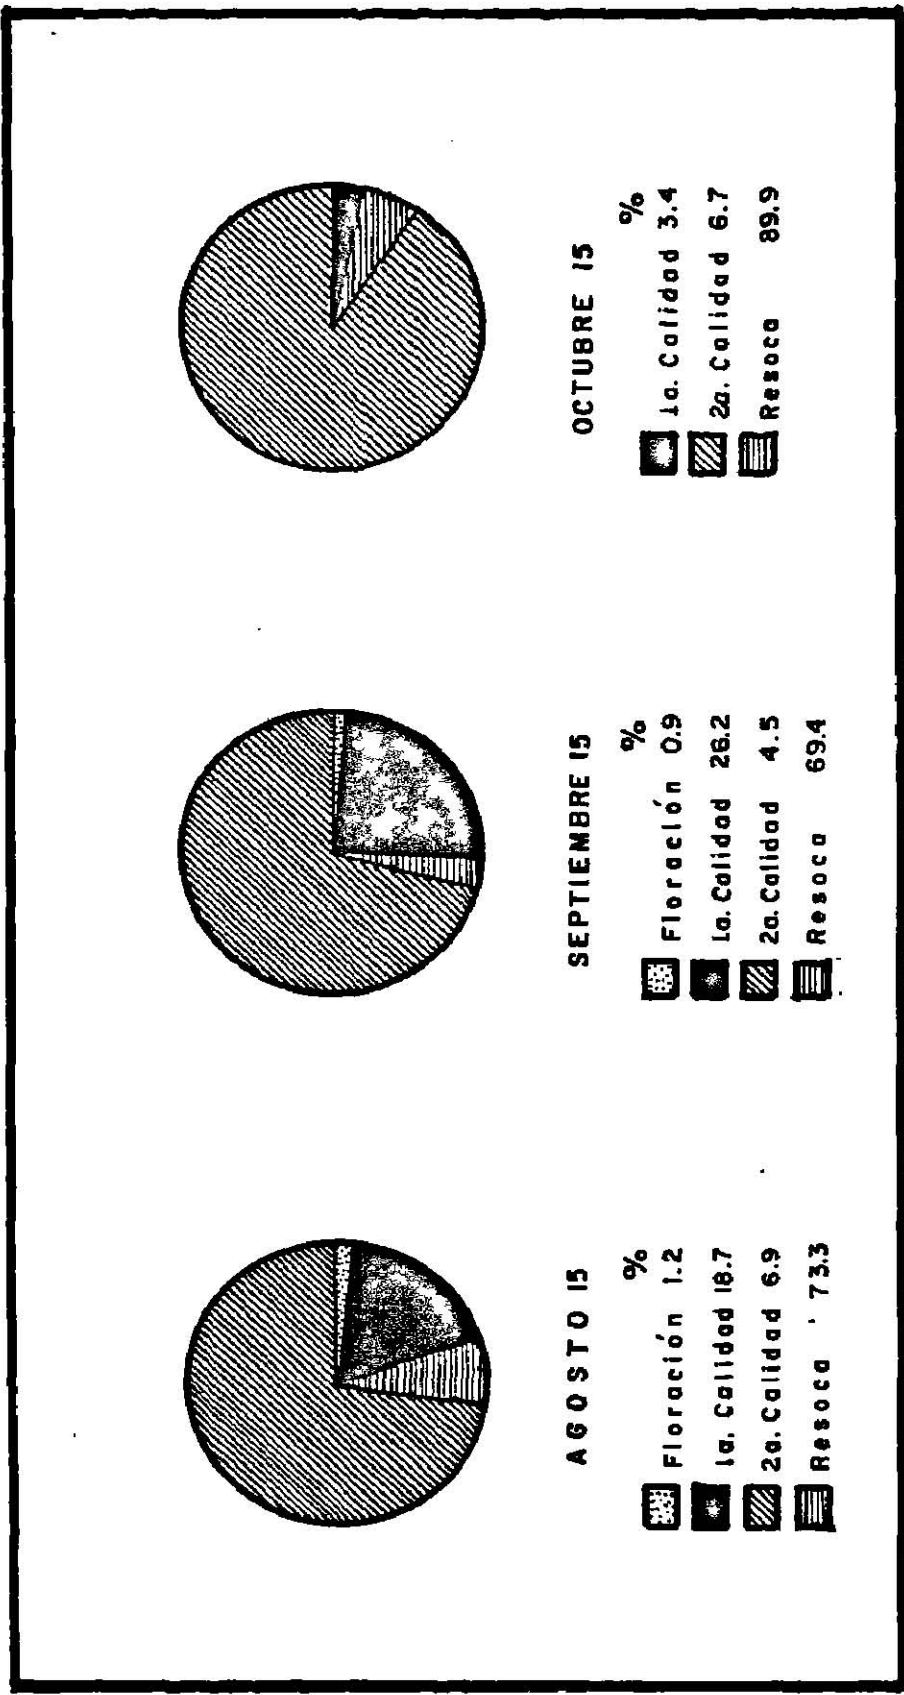 AGOSTO 15
%
Floración 1.2
1a. Calidad 18.7
2a. Calidad 6.9
Resoca 73.3
SEPTIEMBRE 15
%
Floración 0.9
1a. Calidad 26.2
2a. Calidad 4.5
Resoca 69.4
OCTUBRE 15
%
1a. Calidad 3.4
2a. Calidad 6.7
Resoca 89.9